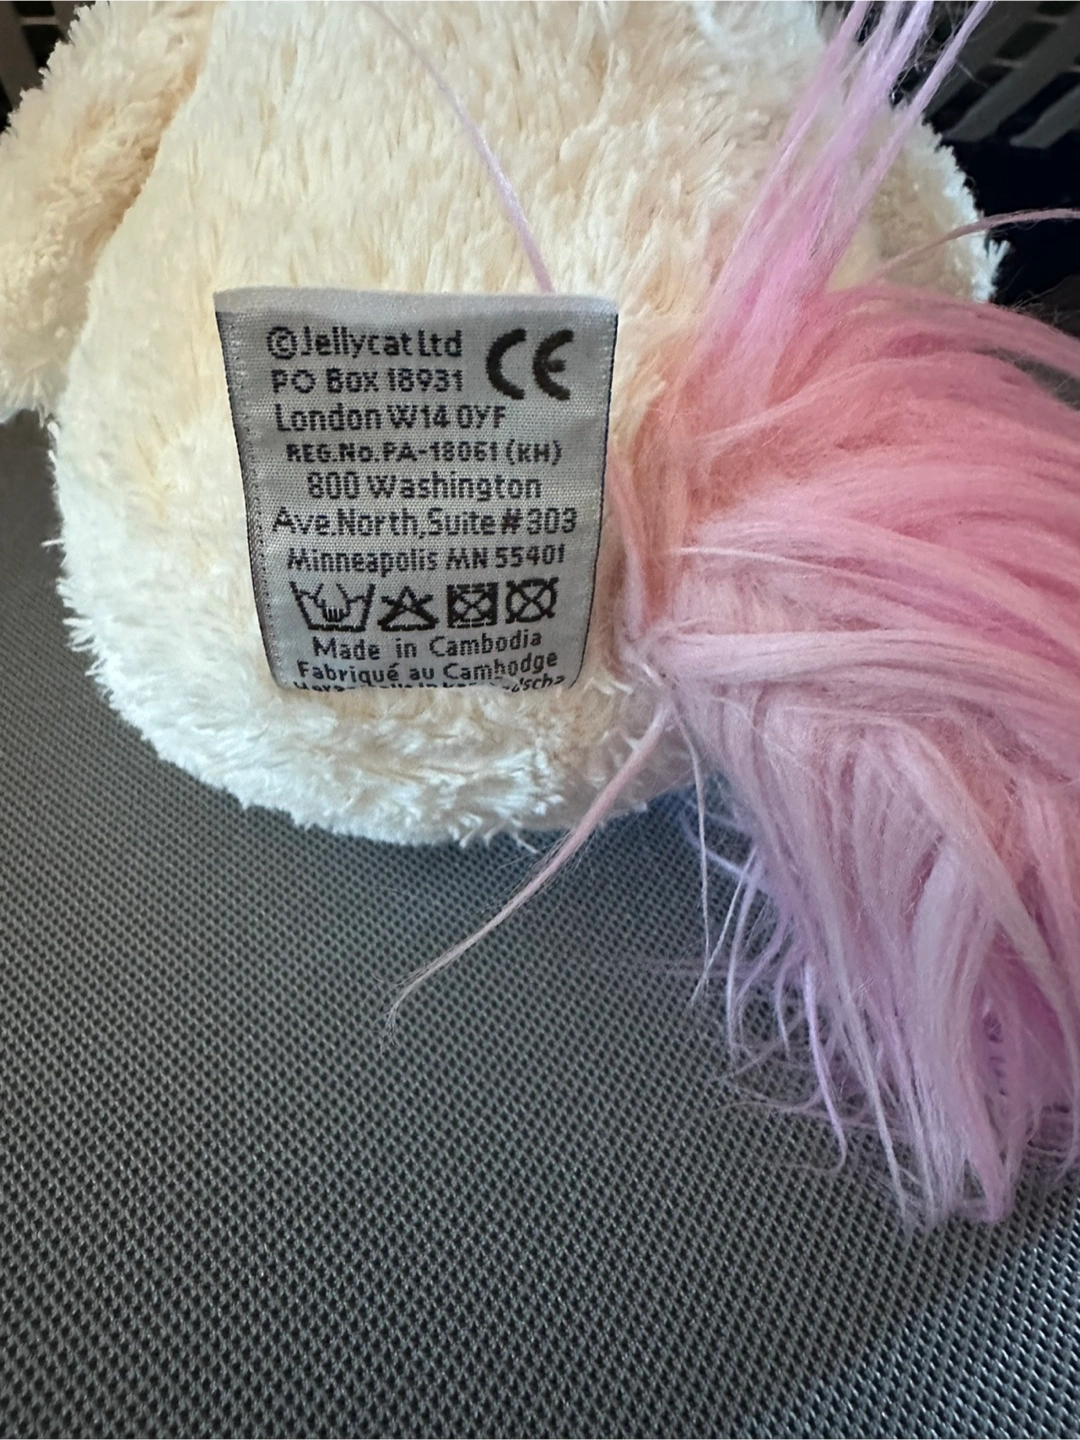 ©Jellycat Ltd CE
PO Box 18931
London W14 0YF
REG.No.PA-18061 (KH)
800 Washington
Ave.North,Suite #303
Minneapolis MN 55401
Made in Cambodia
Fabriqué au Cambodge